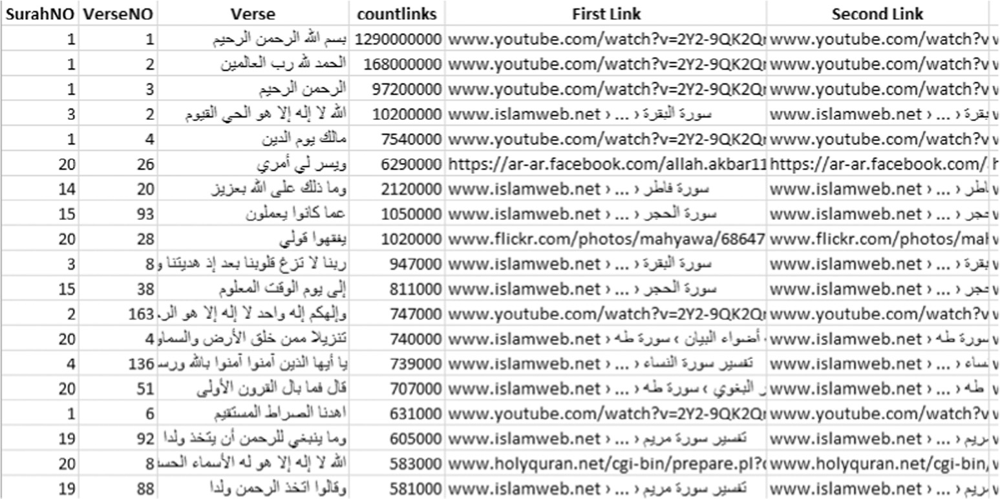 SurahNO VerseNO Verse countlinks First Link Second Link
1 1 بسم الله الرحمن الرحيم 1290000000 www.youtube.com/watch?v=2Y2-9QK2Q www.youtube.com/watch?v
1 2 الحمد لله رب العالمين 168000000 www.youtube.com/watch?v=2Y2-9QK2Q www.youtube.com/watch?v
1 3 الرحمن الرحيم 97200000 www.youtube.com/watch?v=2Y2-9QK2Q www.youtube.com/watch?v
3 2 الله لا إله إلا هو الحي القيوم 10200000 www.islamweb.net › ... › سورة البقرة www.islamweb.net › ... › بقرة
1 4 مالك يوم الدين 7540000 www.youtube.com/watch?v=2Y2-9QK2Q www.youtube.com/watch?v
20 26 ويسر لي أمري 6290000 https://ar-ar.facebook.com/allah.akbar11 https://ar-ar.facebook.com/
14 20 وما ذلك على الله بعزيز 2120000 www.islamweb.net › ... › سورة فاطر www.islamweb.net › ... › اطر
15 93 عما كانوا يعملون 1050000 www.islamweb.net › ... › سورة الحجر www.islamweb.net › ... › حجر
20 28 يفقهوا قولي 1020000 www.flickr.com/photos/mahyawa/68647 www.flickr.com/photos/mal
3 8 ربنا لا تزغ قلوبنا بعد إذ هديتنا و 947000 www.islamweb.net › ... › سورة البقرة www.islamweb.net › ... › بقرة
15 38 إلى يوم الوقت المعلوم 811000 www.islamweb.net › ... › سورة الحجر www.islamweb.net › ... › حجر
2 163 وإلهكم إله واحد لا إله إلا هو الر 747000 www.youtube.com/watch?v=2Y2-9QK2Q www.youtube.com/watch?v
20 4 تنزيلا ممن خلق الأرض والسماو 740000 www.islamweb.net › أضواء البيان › سورة طه www.islamweb.net › سورة طه
4 136 يا أيها الذين آمنوا آمنوا بالله ورس 739000 www.islamweb.net › ... › تفسير سورة النساء www.islamweb.net › ... › ساء
20 51 قال فما بال القرون الأولى 707000 www.islamweb.net › ... › البغوي › سورة طه www.islamweb.net › ... › طه
1 6 اهدنا الصراط المستقيم 631000 www.youtube.com/watch?v=2Y2-9QK2Q www.youtube.com/watch?v
19 92 وما ينبغي للرحمن أن يتخذ ولدا 605000 www.islamweb.net › ... › تفسير سورة مريم www.islamweb.net › ... › مريم
20 8 الله لا إله إلا هو له الأسماء الحس 583000 www.holyquran.net/cgi-bin/prepare.pl? www.holyquran.net/cgi-bin/
19 88 وقالوا اتخذ الرحمن ولدا 581000 www.islamweb.net › ... › تفسير سورة مريم www.islamweb.net › ... › مريم